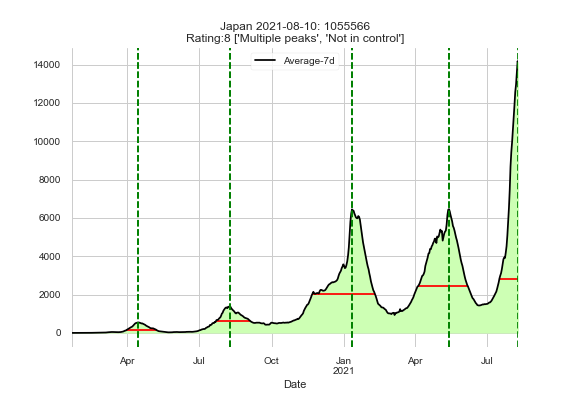 Japan 2021-08-10: 1055566
Rating:8 ['Multiple peaks', 'Not in control']
Average-7d
14000
12000
10000
8000
6000
4000
2000
0
Apr
Jul
Oct
Jan
2021
Apr
Jul
Date